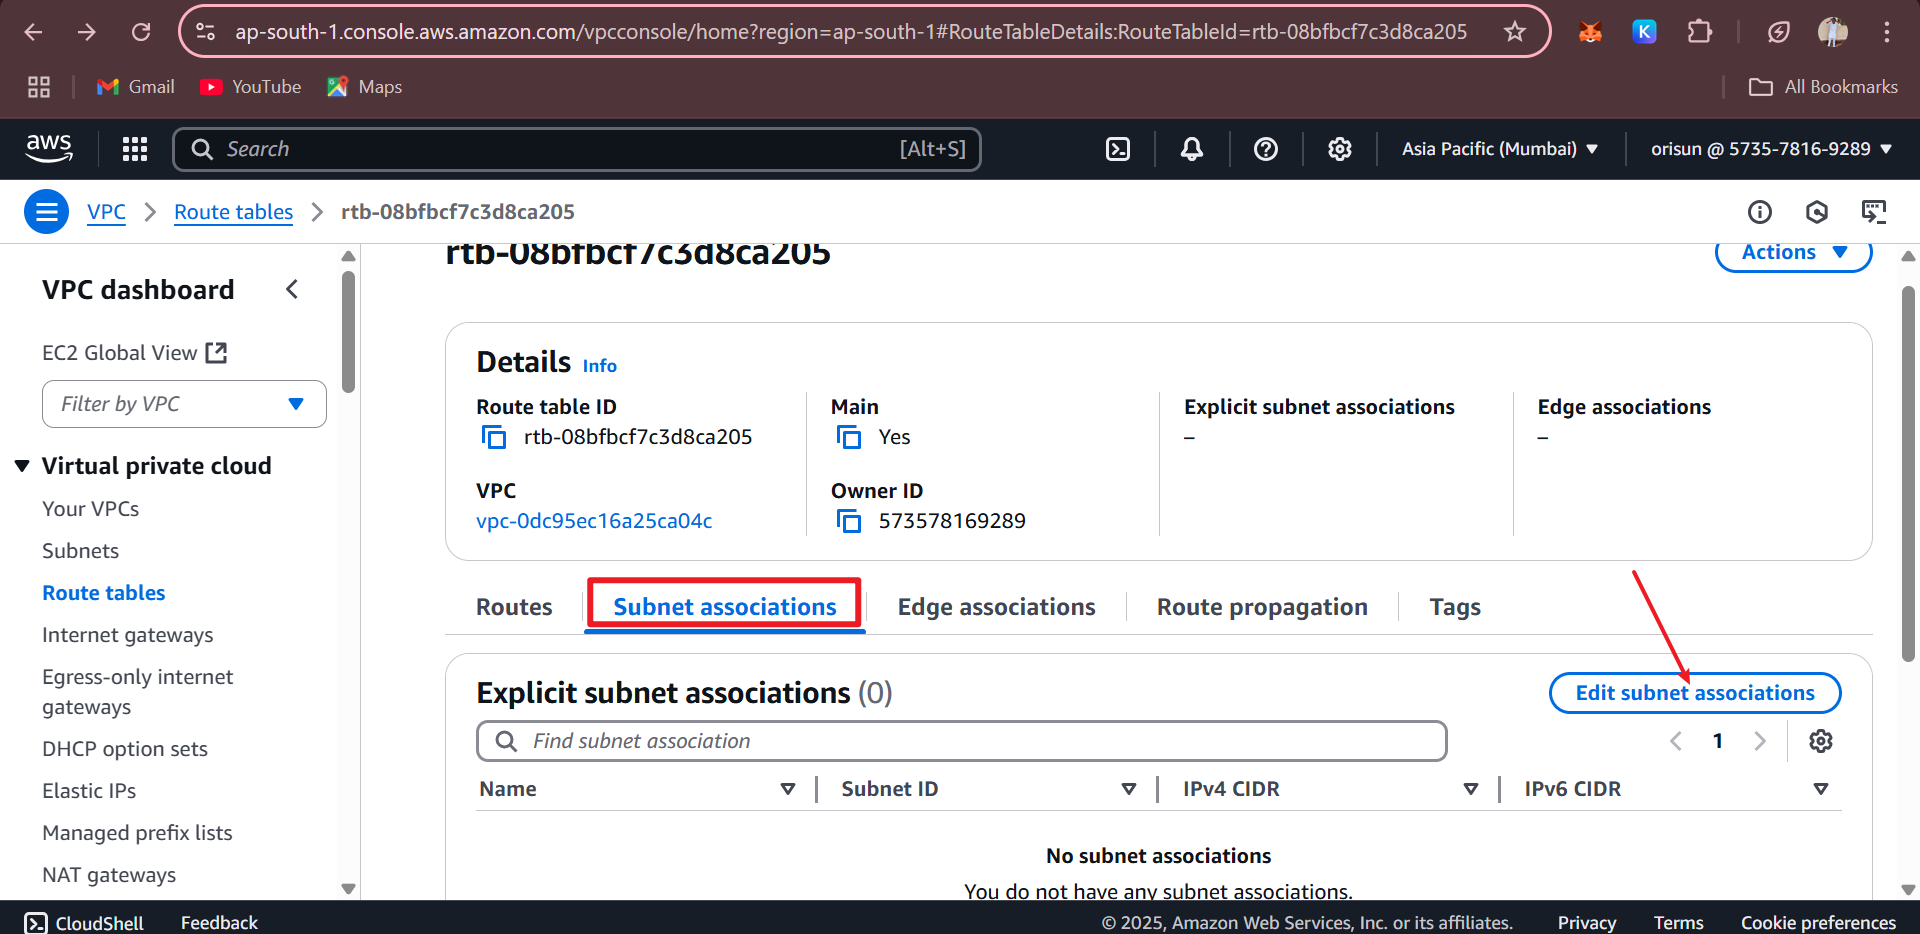 ap-south-1.console.aws.amazon.com/vpcconsole/home?region=ap-south-1#RouteTableDetails:RouteTableId=rtb-08bfbcf7c3d8ca205
K
Gmail YouTube Maps All Bookmarks
aws Search [Alt+S] Asia Pacific (Mumbai) orisun @ 5735-7816-9289
VPC Route tables rtb-08bfbcf7c3d8ca205
rtb-08bfbcf7c3d8ca205
Actions
VPC dashboard
EC2 Global View
Filter by VPC
Virtual private cloud
Your VPCs
Subnets
Route tables
Internet gateways
Egress-only internet
gateways
DHCP option sets
Elastic IPs
Managed prefix lists
NAT gateways
Details Info
Route table ID
rtb-08bfbcf7c3d8ca205
Main
Yes
Explicit subnet associations
–
Edge associations
–
VPC
vpc-0dc95ec16a25ca04c
Owner ID
573578169289
Routes Subnet associations Edge associations Route propagation Tags
Explicit subnet associations (0)
Edit subnet associations
Find subnet association
1
Name Subnet ID IPv4 CIDR IPv6 CIDR
No subnet associations
You do not have any subnet associations.
CloudShell Feedback © 2025, Amazon Web Services, Inc. or its affiliates. Privacy Terms Cookie preferences